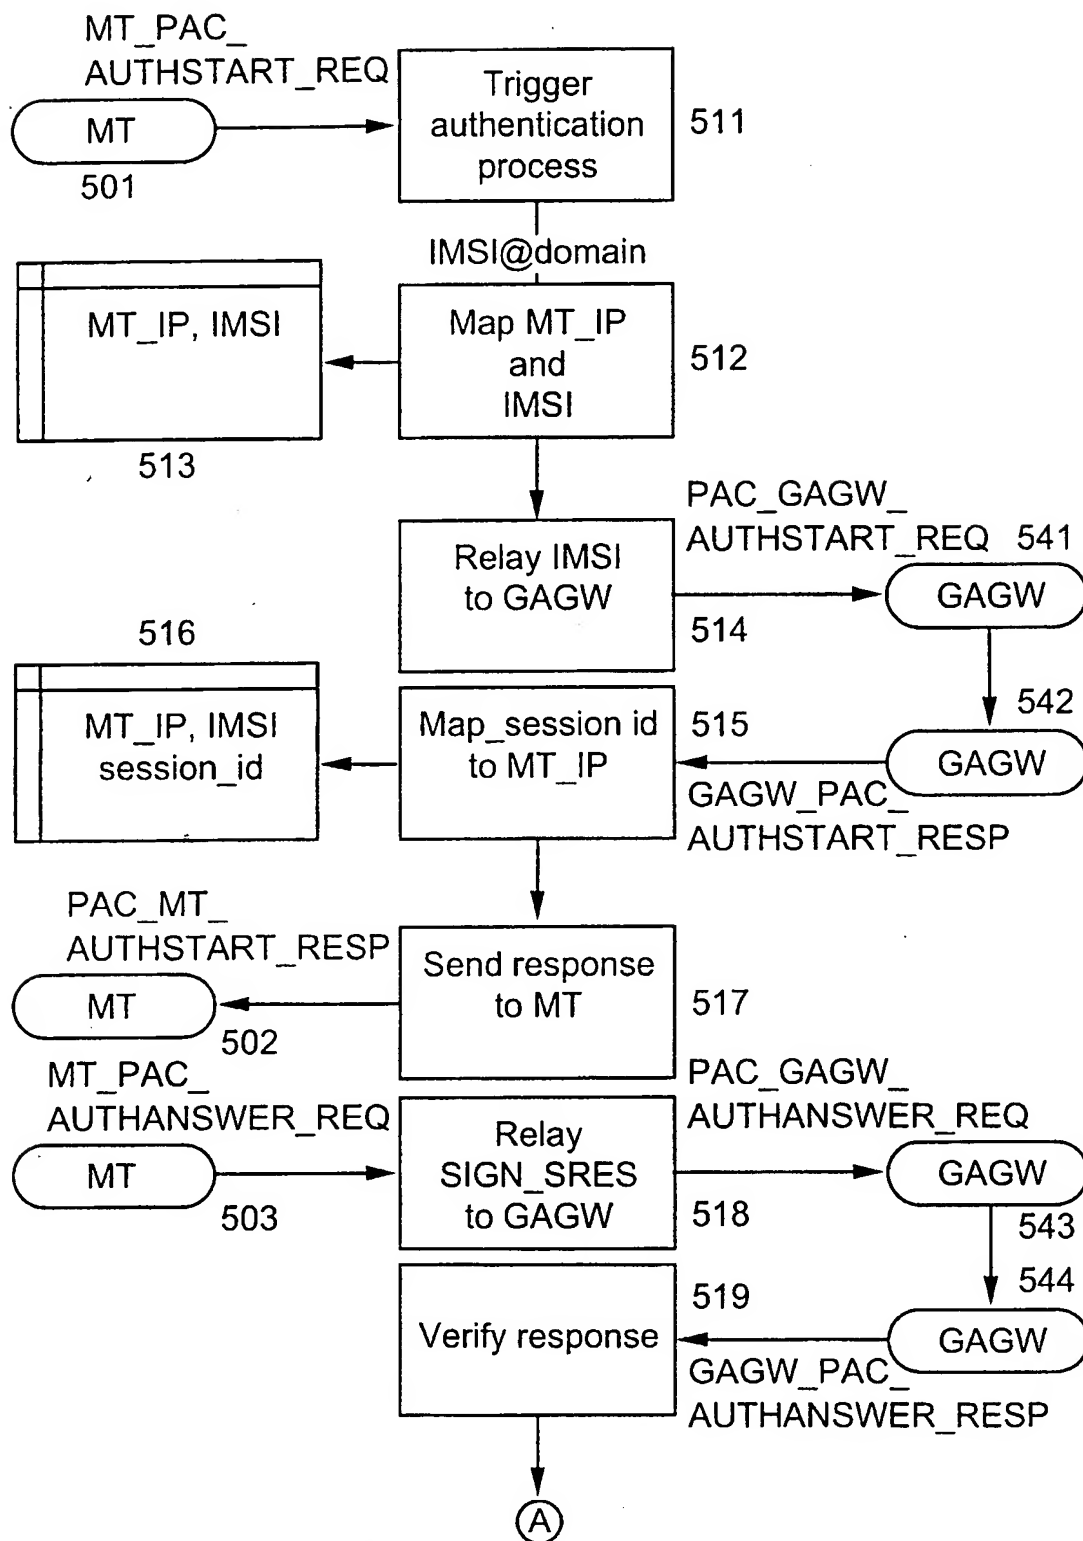 MT_PAC_
AUTHSTART_REQ
MT
501
Trigger
authentication
process
511
IMSI@domain
MT_IP, IMSI
513
Map MT_IP
and
IMSI
512
Relay IMSI
to GAGW
514
PAC_GAGW_
AUTHSTART_REQ 541
GAGW
542
GAGW
516
MT_IP, IMSI
session_id
Map_session id
to MT_IP
515
GAGW_PAC_
AUTHSTART_RESP
PAC_MT_
AUTHSTART_RESP
MT
502
Send response
to MT
517
MT_PAC_
AUTHANSWER_REQ
MT
503
Relay
SIGN_SRES
to GAGW
518
PAC_GAGW_
AUTHANSWER_REQ
GAGW
543
544
GAGW
Verify response
519
GAGW_PAC_
AUTHANSWER_RESP
A